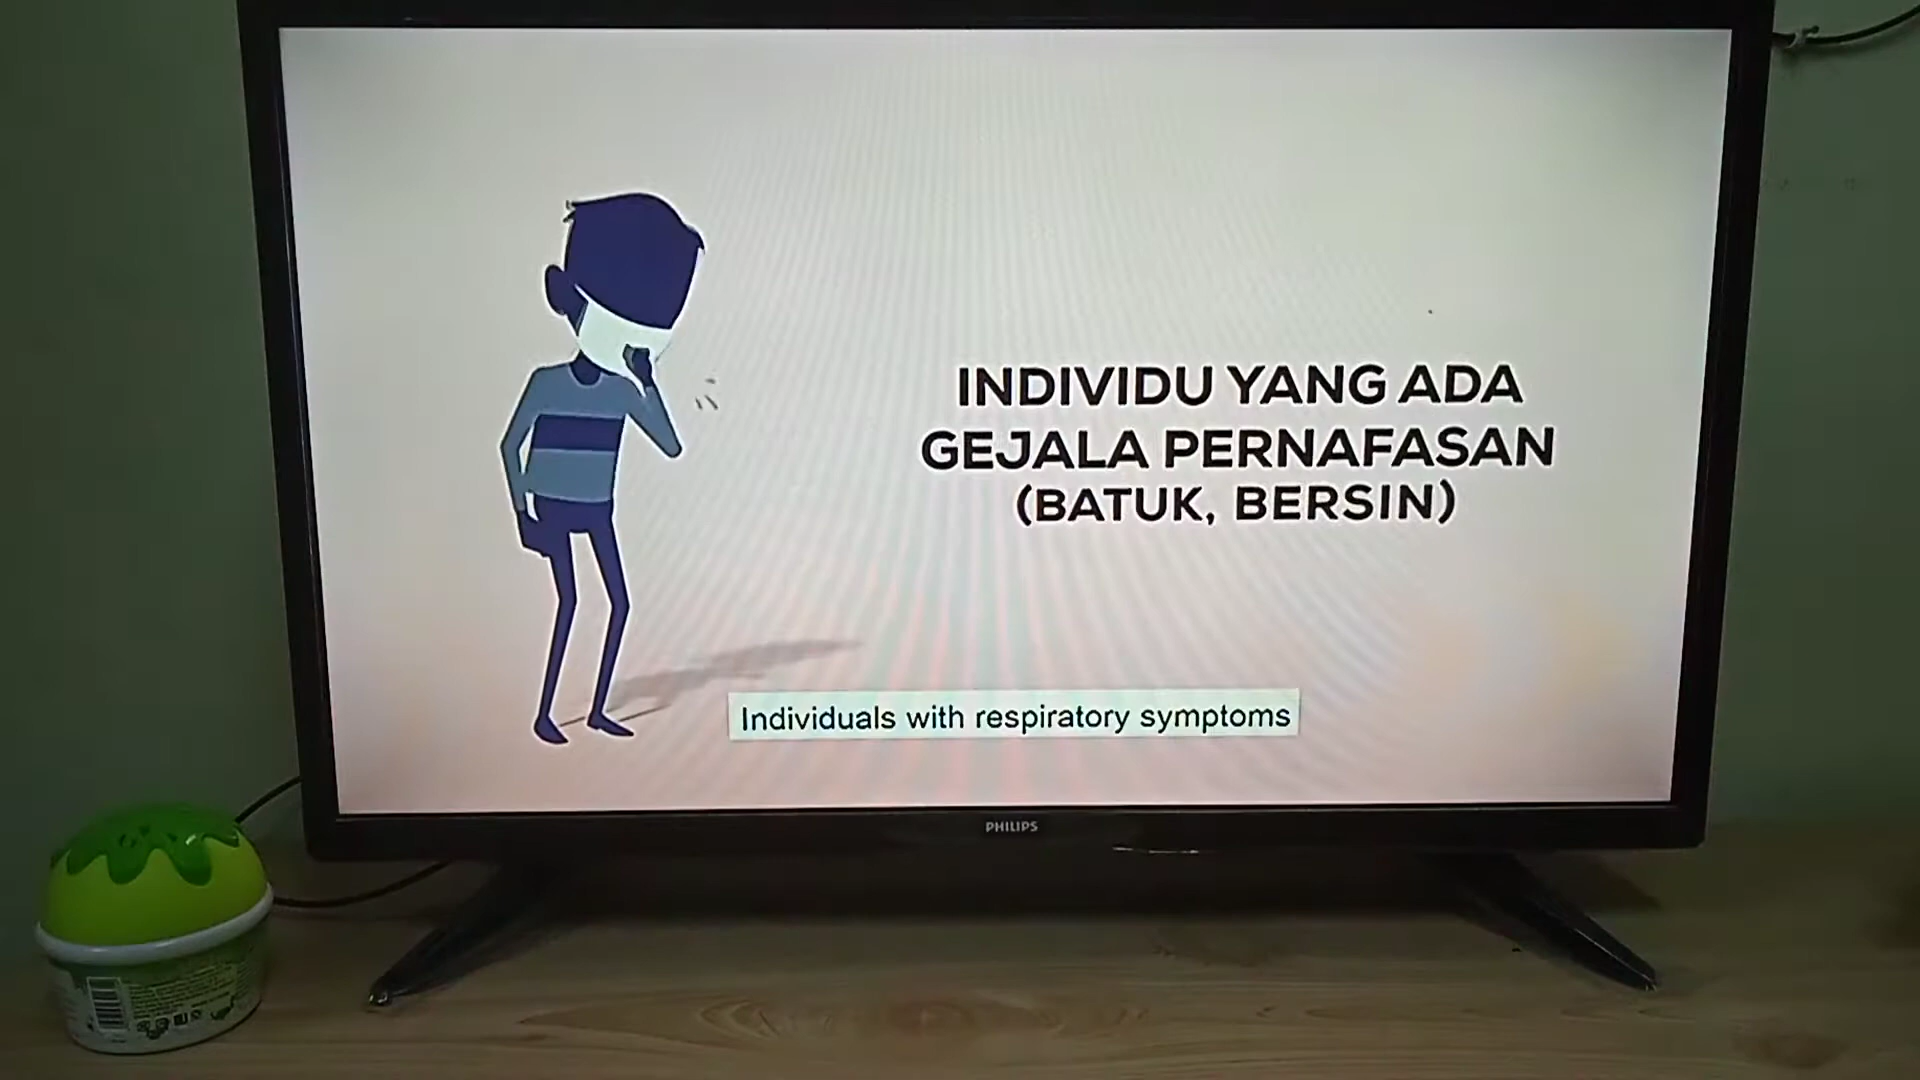 INDIVIDU YANG ADA
GEJALA PERNAFASAN
(BATUK, BERSIN)
Individuals with respiratory symptoms
PHILIPS